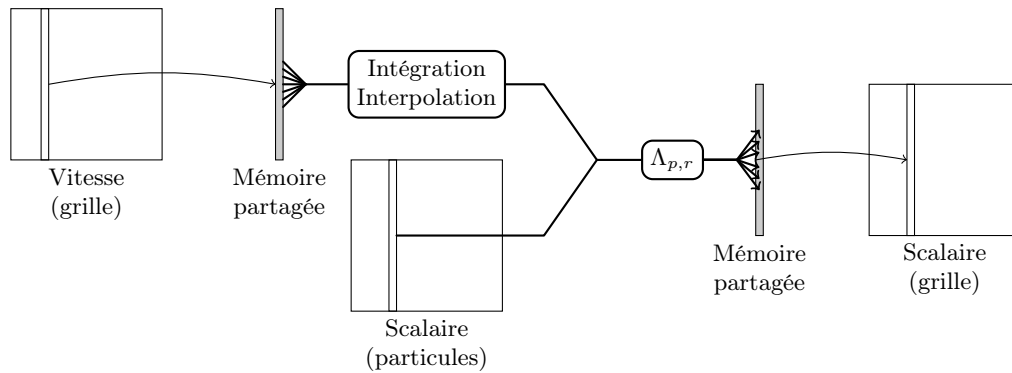 Vitesse
(grille)
Mémoire
partagée
Intégration
Interpolation
Scalaire
(particules)
Λp,r
Mémoire
partagée
Scalaire
(grille)